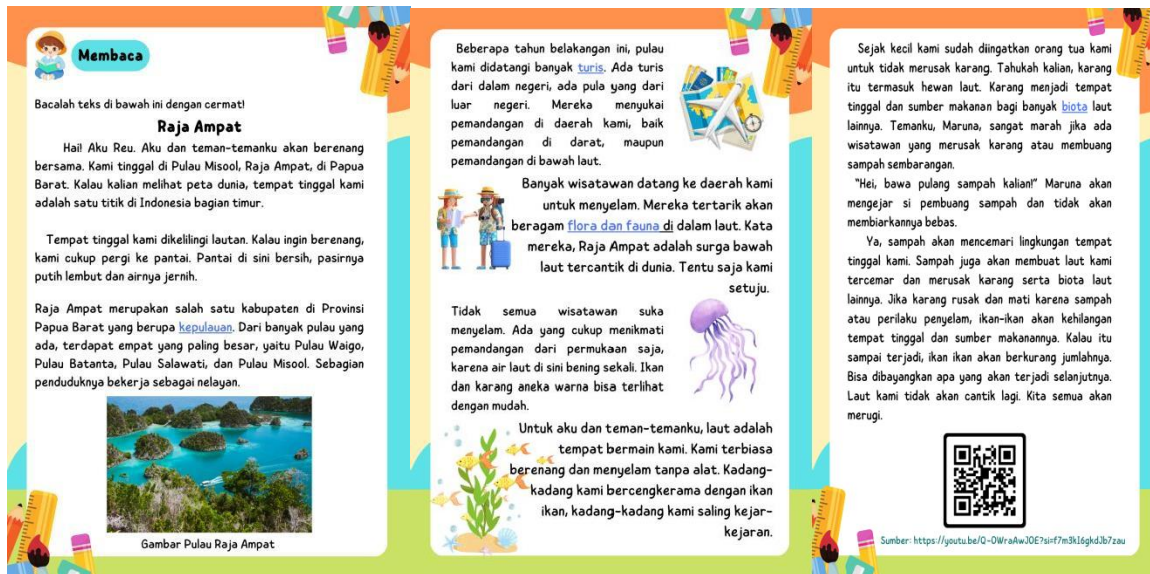 Membaca
Bacalah teks di bawah ini dengan cermat!
Raja Ampat
Hai! Aku Reu. Aku dan teman-temanku akan berenang
bersama. Kami tinggal di Pulau Misool, Raja Ampat, di Papua
Barat. Kalau kalian melihat peta dunia, tempat tinggal kami
adalah satu titik di Indonesia bagian timur.
Tempat tinggal kami dikelilingi lautan. Kalau ingin berenang,
kami cukup pergi ke pantai. Pantai di sini bersih, pasirnya
putih lembut dan airnya jernih.
Raja Ampat merupakan salah satu kabupaten di Provinsi
Papua Barat yang berupa kepulauan. Dari banyak pulau yang
ada, terdapat empat yang paling besar, yaitu Pulau Waigo,
Pulau Batanta, Pulau Salawati, dan Pulau Misool. Sebagian
penduduknya bekerja sebagai nelayan.
Gambar Pulau Raja Ampat
Beberapa tahun belakangan ini, pulau
kami didatangi banyak turis. Ada turis
dari dalam negeri, ada pula yang dari
luar negeri. Mereka menyukai
pemandangan di daerah kami, baik
pemandangan di darat, maupun
pemandangan di bawah laut.
Banyak wisatawan datang ke daerah kami
untuk menyelam. Mereka tertarik akan
beragam flora dan fauna di dalam laut. Kata
mereka, Raja Ampat adalah surga bawah
laut tercantik di dunia. Tentu saja kami
setuju.
Tidak semua wisatawan suka
menyelam. Ada yang cukup menikmati
pemandangan dari permukaan saja,
karena air laut di sini bening sekali. Ikan
dan karang aneka warna bisa terlihat
dengan mudah.
Untuk aku dan teman-temanku, laut adalah
tempat bermain kami. Kami terbiasa
berenang dan menyelam tanpa alat. Kadang-
kadang kami bercengkerama dengan ikan
ikan, kadang-kadang kami saling kejar-
kejaran.
Sejak kecil kami sudah diingatkan orang tua kami
untuk tidak merusak karang. Tahukah kalian, karang
itu termasuk hewan laut. Karang menjadi tempat
tinggal dan sumber makanan bagi banyak biota laut
lainnya. Temanku, Maruna, sangat marah jika ada
wisatawan yang merusak karang atau membuang
sampah sembarangan.
"Hei, bawa pulang sampah kalian!" Maruna akan
mengejar si pembuang sampah dan tidak akan
membiarkannya bebas.
Ya, sampah akan mencemari lingkungan tempat
tinggal kami. Sampah juga akan membuat laut kami
tercemar dan merusak karang serta biota laut
lainnya. Jika karang rusak dan mati karena sampah
atau perilaku penyelam, ikan-ikan akan kehilangan
tempat tinggal dan sumber makanannya. Kalau itu
sampai terjadi, ikan ikan akan berkurang jumlahnya.
Bisa dibayangkan apa yang akan terjadi selanjutnya.
Laut kami tidak akan cantik lagi. Kita semua akan
merugi.
Sumber: https://youtu.be/Q-OWraAwJOE?si=f7m3kI6gkdJb7zau